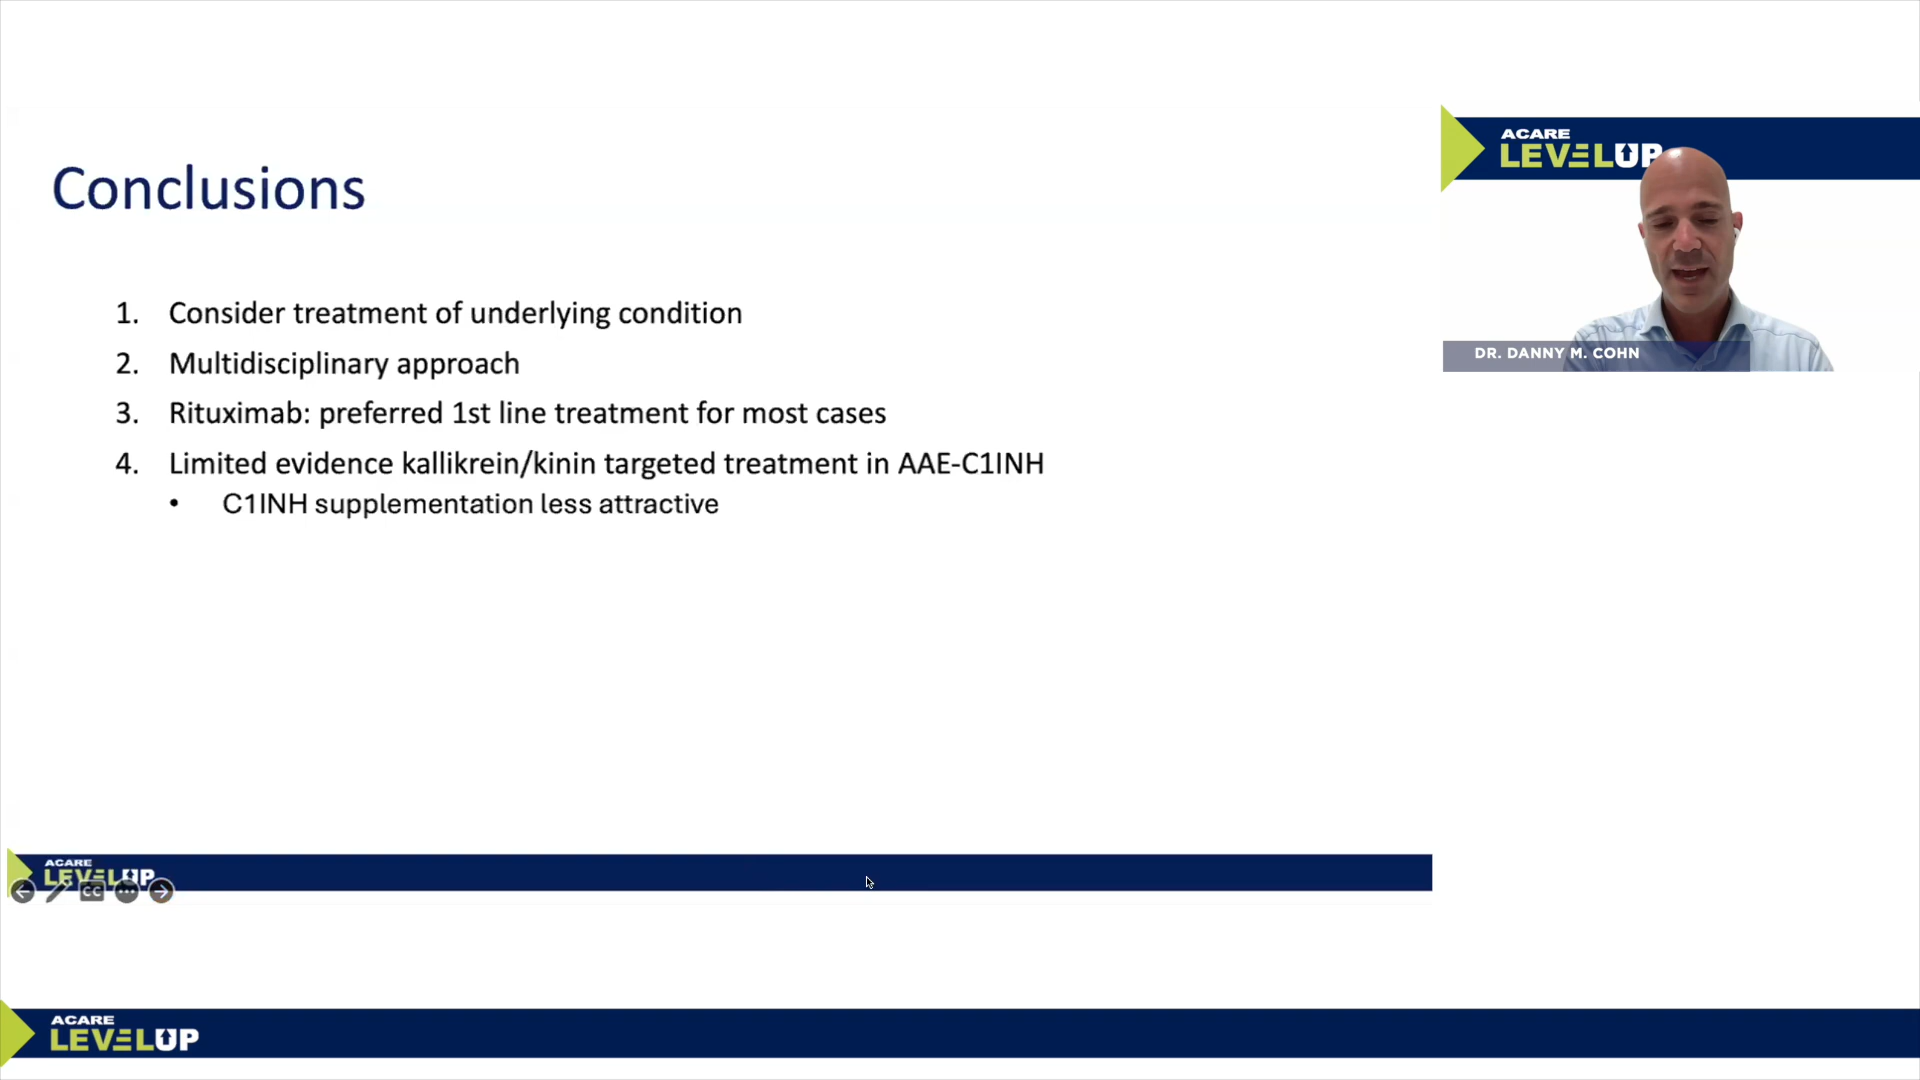 Conclusions
1. Consider treatment of underlying condition
2. Multidisciplinary approach
3. Rituximab: preferred 1st line treatment for most cases
4. Limited evidence kallikrein/kinin targeted treatment in AAE-C1INH
• C1INH supplementation less attractive
ACARE
LEVELUP
DR. DANNY M. COHN
ACARE
LEVELUP
CC
ACARE
LEVELUP